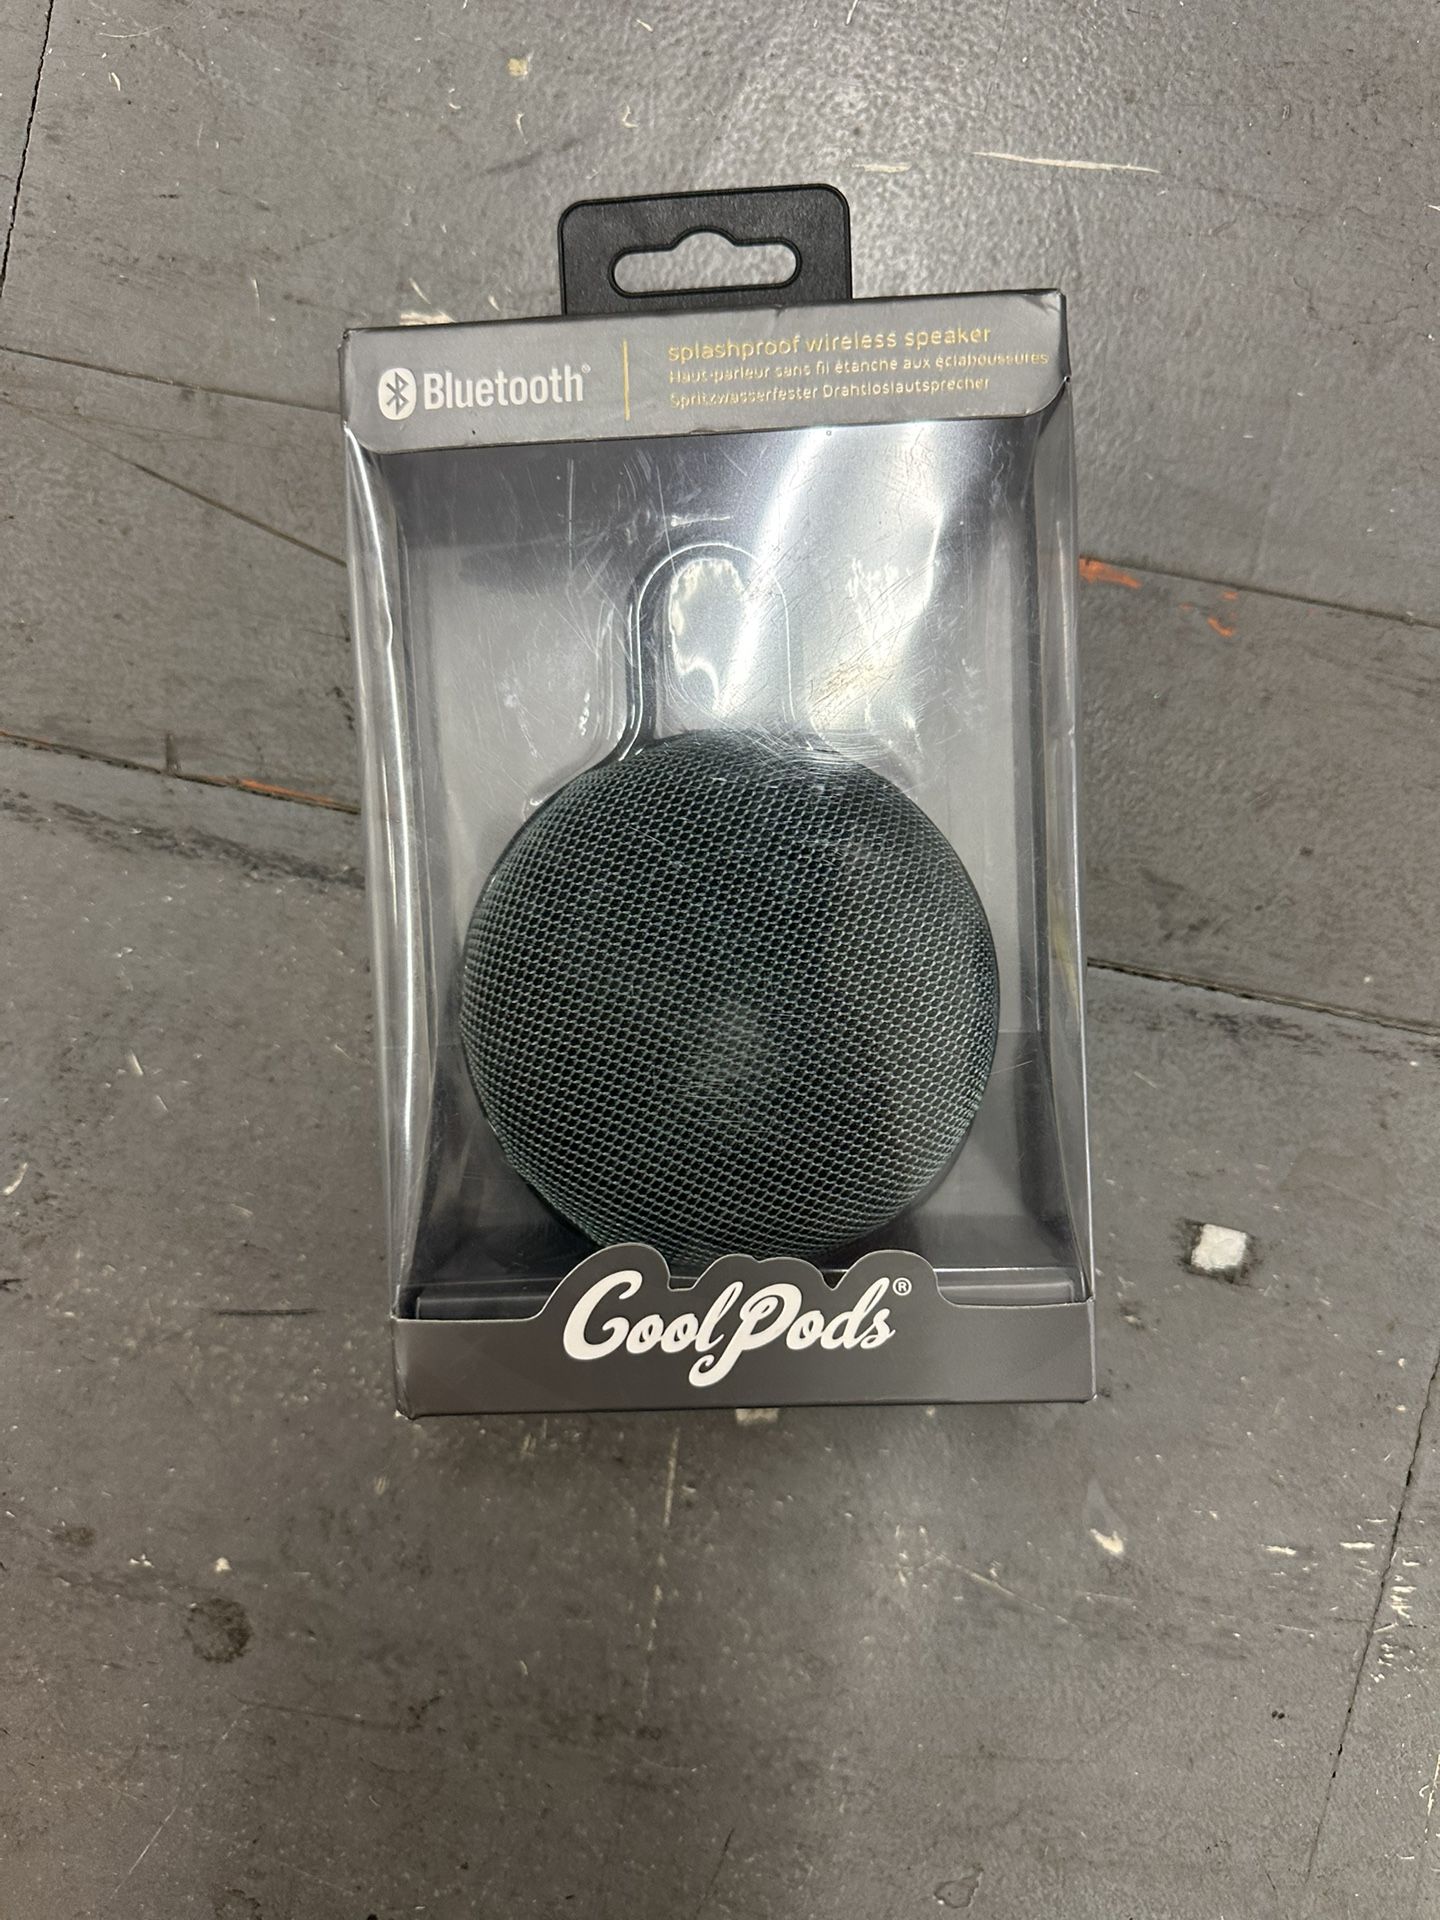 Bluetooth®
splashproof wireless speaker
Haut-parleur sans fil étanche aux éclaboussures
Spritzwasserfester Drahtloslautsprecher
CoolPods®